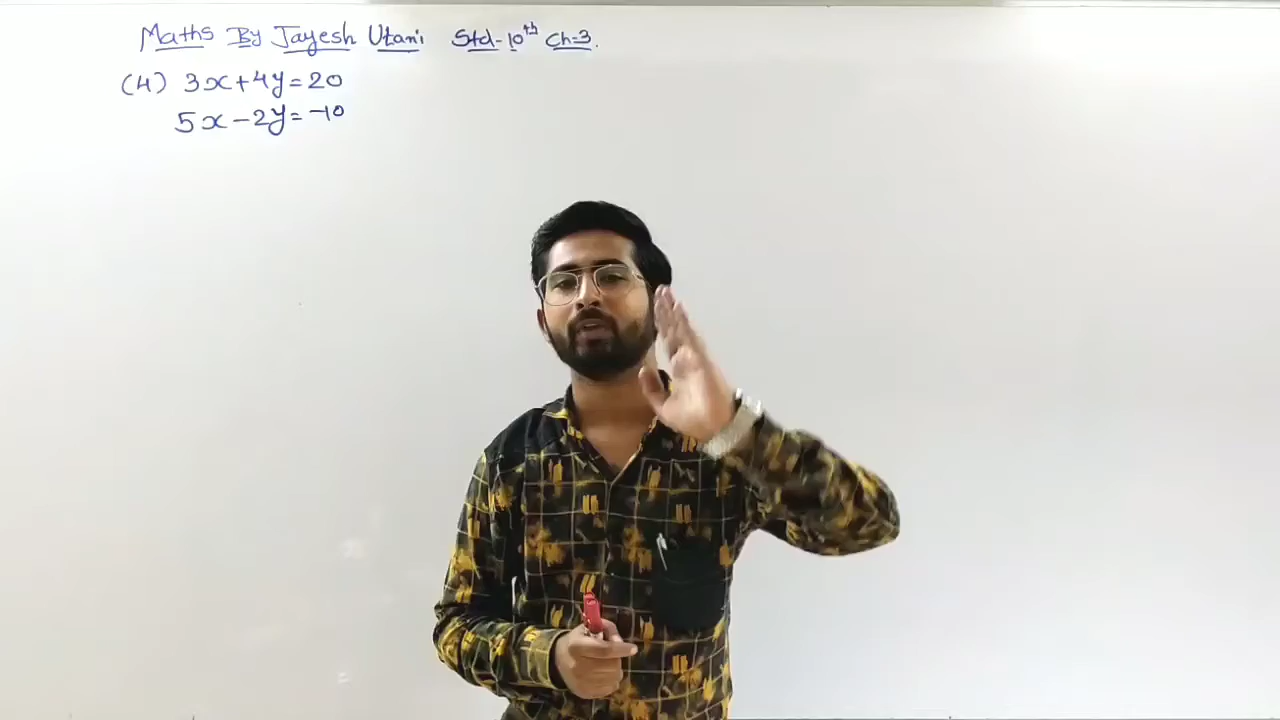 Maths By Jayesh Utani Std-10th Ch-3.
(4) 3x+4y=20
5x-2y=-10